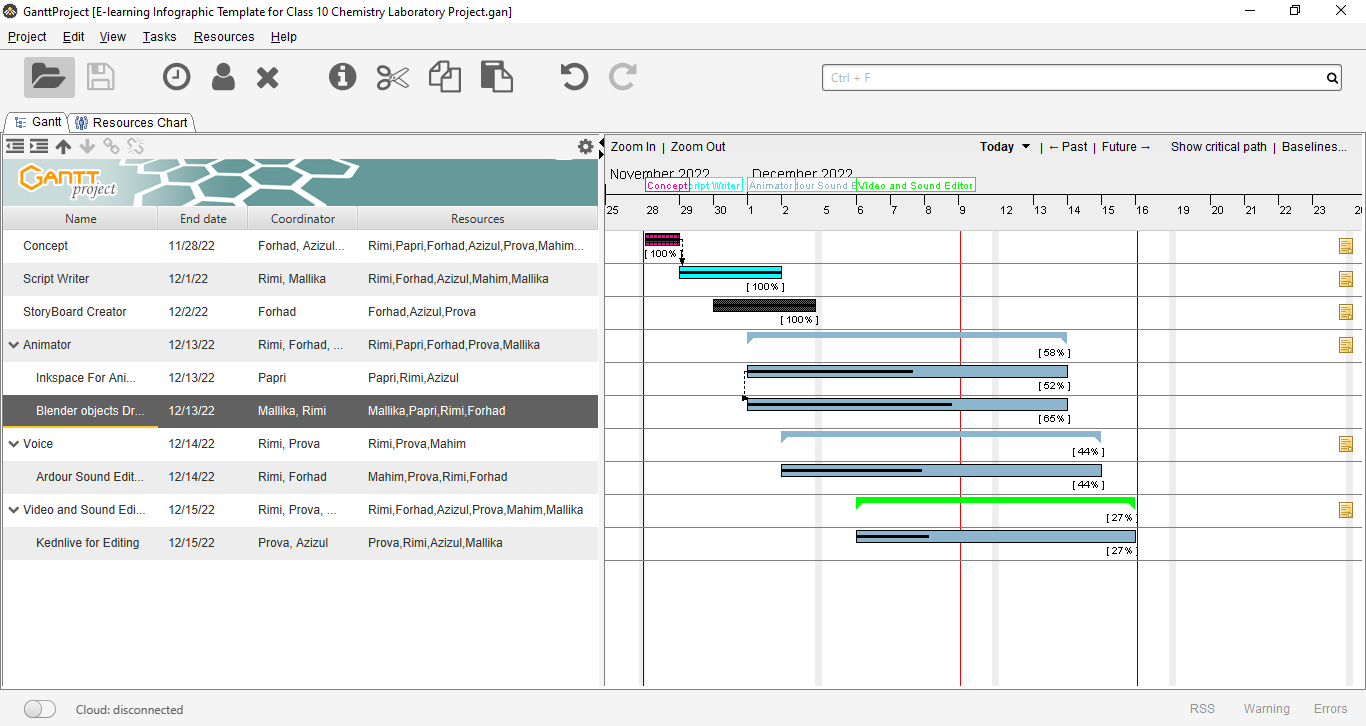 GanttProject [E-learning Infographic Template for Class 10 Chemistry Laboratory Project.gan]
Project Edit View Tasks Resources Help
Ctrl + F
Gantt Resources Chart
Zoom In | Zoom Out Today | ←Past | Future→ Show critical path | Baselines...
GANTT project
November 2022 December 2022
Concept cript Writer Animator dour Sound E Video and Sound Editor
25 28 29 30 1 2 5 6 7 8 9 12 13 14 15 16 19 20 21 22 23
Name End date Coordinator Resources
Concept 11/28/22 Forhad, Azizul... Rimi,Papri,Forhad,Azizul,Prova,Mahim... [ 100% ]
Script Writer 12/1/22 Rimi, Mallika Rimi,Forhad,Azizul,Mahim,Mallika [ 100% ]
StoryBoard Creator 12/2/22 Forhad Forhad,Azizul,Prova [ 100% ]
Animator 12/13/22 Rimi, Forhad, ... Rimi,Papri,Forhad,Prova,Mallika [ 58% ]
Inkspace For Ani... 12/13/22 Papri Papri,Rimi,Azizul [ 52% ]
Blender objects Dr... 12/13/22 Mallika, Rimi Mallika,Papri,Rimi,Forhad [ 65% ]
Voice 12/14/22 Rimi, Prova Rimi,Prova,Mahim [ 44% ]
Ardour Sound Edit... 12/14/22 Rimi, Forhad Mahim,Prova,Rimi,Forhad [ 44% ]
Video and Sound Edi... 12/15/22 Rimi, Prova, ... Rimi,Forhad,Azizul,Prova,Mahim,Mallika [ 27% ]
Kednlive for Editing 12/15/22 Prova, Azizul Prova,Rimi,Azizul,Mallika [ 27% ]
Cloud: disconnected RSS Warning Errors